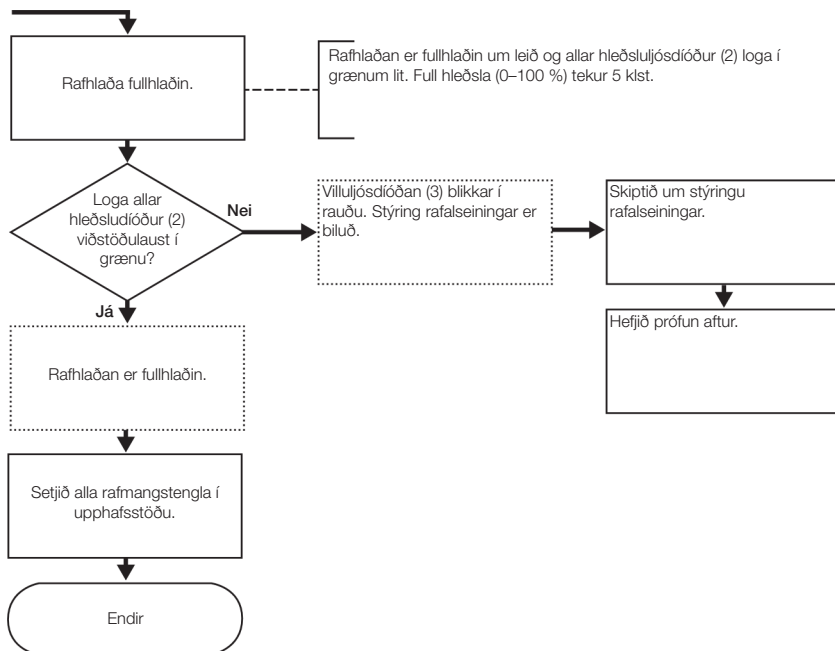 Rafhlaða fullhlaðin.
Rafhlaðan er fullhlaðin um leið og allar hleðsluljósdíóður (2) loga í
grænum lit. Full hleðsla (0–100 %) tekur 5 klst.
Loga allar
hleðsludíóður (2)
viðstöðulaust í
grænu?
Nei
Villuljósdíóðan (3) blikkar í
rauðu. Stýring rafalseiningar er
biluð.
Skiptið um stýringu
rafalseiningar.
Hefjið prófun aftur.
Já
Rafhlaðan er fullhlaðin.
Setjið alla rafmangstengla í
upphafsstöðu.
Endir